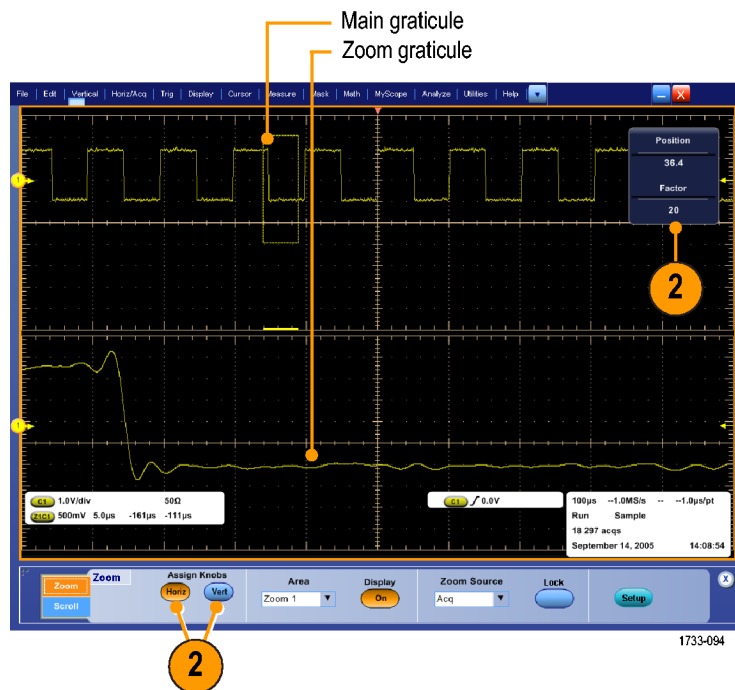 Main graticule
Zoom graticule
File | Edit | Vertical | Horiz/Acq | Trig | Display | Cursor | Measure | Mask | Math | MyScope | Analyze | Utilities | Help
X
Position
36.4
Factor
20
2
1
1
C1 1.0V/div 50Ω
Z1C1 500mV 5.0µs -161µs -111µs
C1 0.0V
100µs --1.0MS/s -- --1.0µs/pt
Run Sample
18 297 acqs
September 14, 2005 14:08:54
Zoom
Scroll
Zoom
Assign Knobs
Horiz Vert
Area
Zoom 1
Display
On
Zoom Source
Acq
Lock
Setup
X
2
1733-094